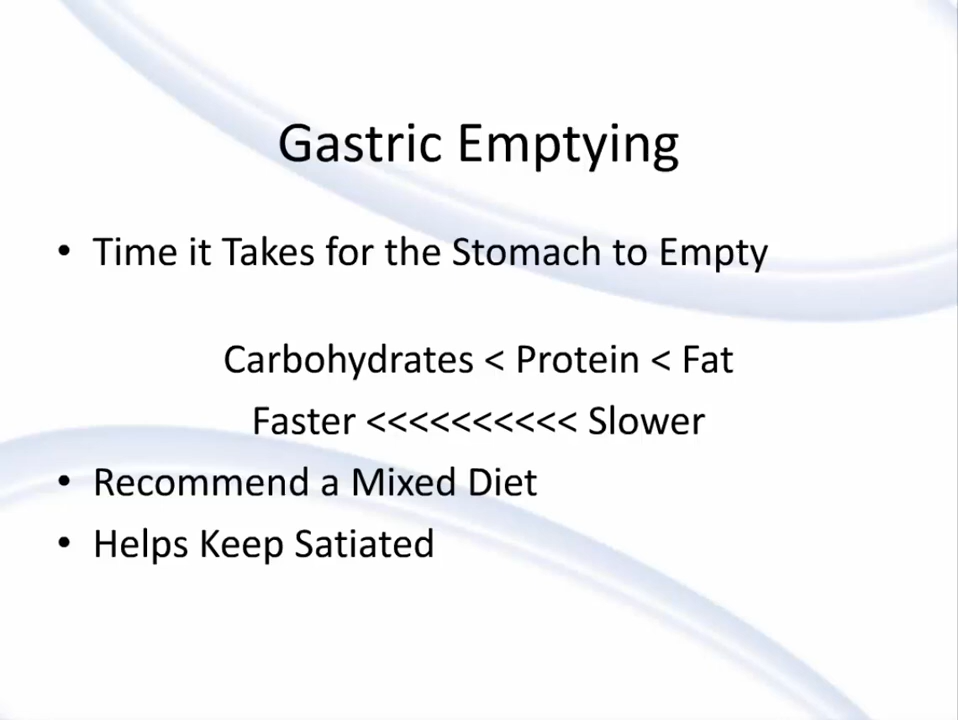 Gastric Emptying
• Time it Takes for the Stomach to Empty
Carbohydrates < Protein < Fat
Faster <<<<<<<<<< Slower
• Recommend a Mixed Diet
• Helps Keep Satiated